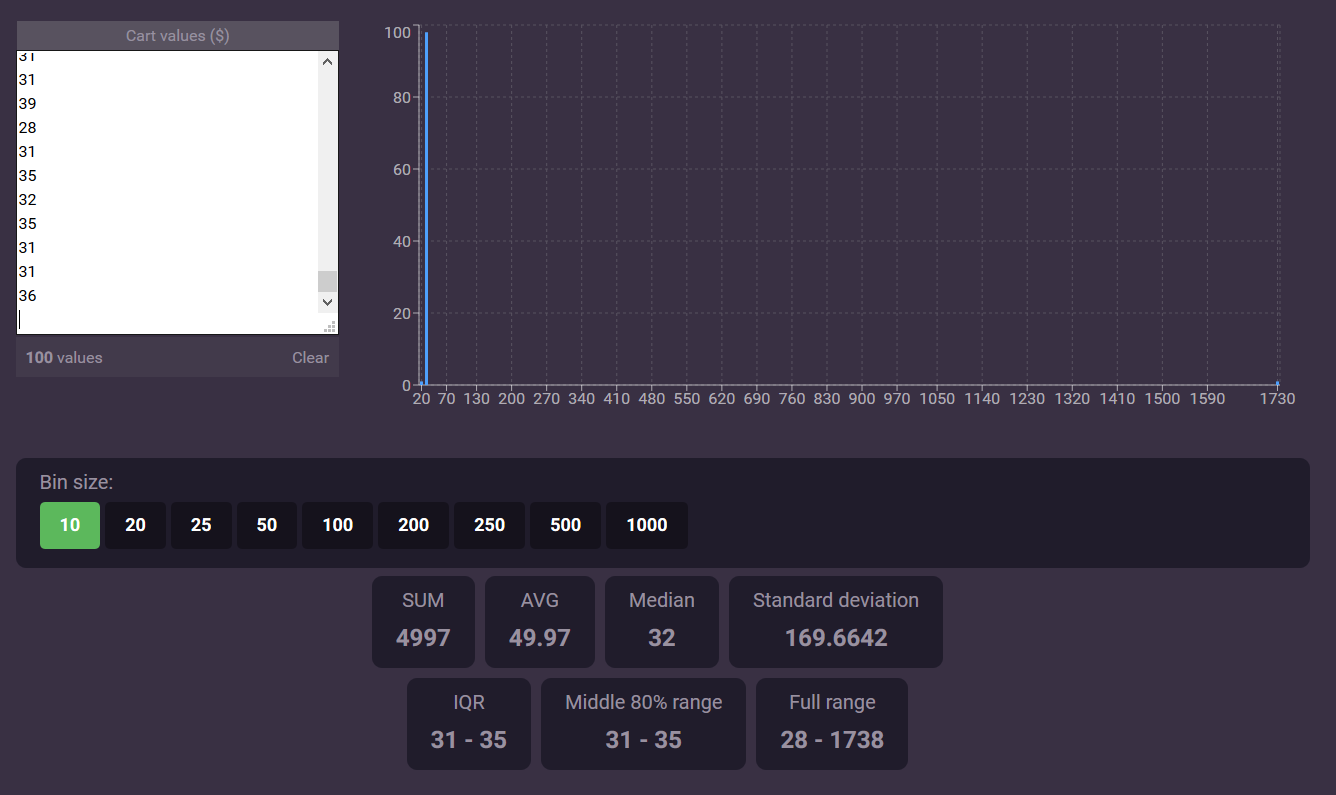 Cart values ($)
31
31
39
28
31
35
32
35
31
31
36
100 values
Clear
100
80
60
40
20
0
20 70 130 200 270 340 410 480 550 620 690 760 830 900 970 1050 1140 1230 1320 1410 1500 1590 1730
Bin size:
10 20 25 50 100 200 250 500 1000
SUM AVG Median Standard deviation
4997 49.97 32 169.6642
IQR Middle 80% range Full range
31 - 35 31 - 35 28 - 1738